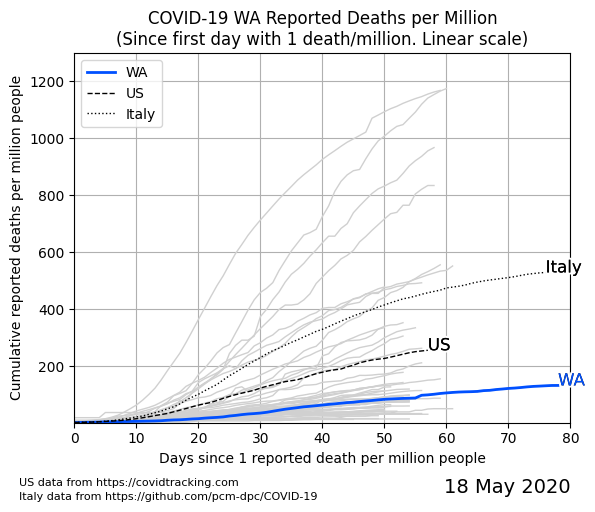 COVID-19 WA Reported Deaths per Million
(Since first day with 1 death/million. Linear scale)
Cumulative reported deaths per million people
1200
1000
800
600
400
200
WA
US
Italy
Italy
US
WA
0 10 20 30 40 50 60 70 80
Days since 1 reported death per million people
US data from https://covidtracking.com
Italy data from https://github.com/pcm-dpc/COVID-19
18 May 2020